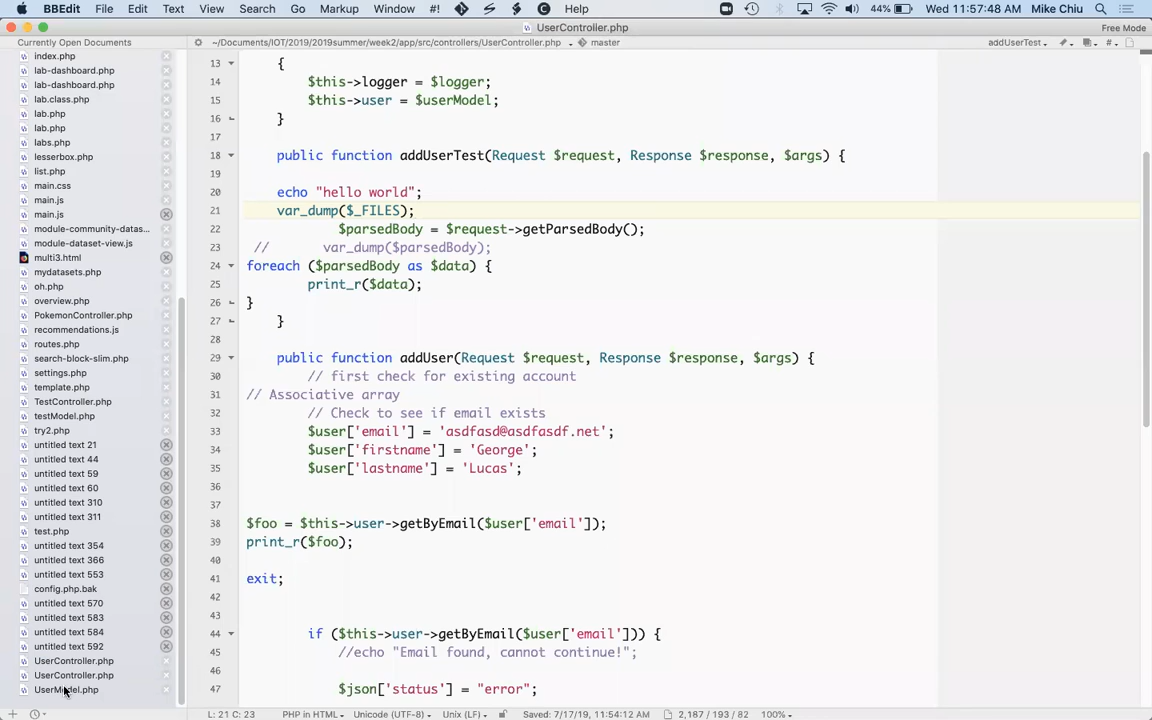 BBEdit File Edit Text View Search Go Markup Window #! C Help 44% Wed 11:57:48 AM Mike Chiu
UserController.php
Free Mode
Currently Open Documents
~/Documents/IOT/2019/2019summer/week2/app/src/controllers/UserController.php master addUserTest
index.php
lab-dashboard.php
lab-dashboard.php
lab.class.php
lab.php
lab.php
labs.php
lesserbox.php
list.php
main.css
main.js
main.js
module-community-datas...
module-dataset-view.js
multi3.html
mydatasets.php
oh.php
overview.php
PokemonController.php
recommendations.js
routes.php
search-block-slim.php
settings.php
template.php
TestController.php
testModel.php
try2.php
untitled text 21
untitled text 44
untitled text 59
untitled text 60
untitled text 310
untitled text 311
test.php
untitled text 354
untitled text 366
untitled text 553
config.php.bak
untitled text 570
untitled text 583
untitled text 584
untitled text 592
UserController.php
UserController.php
UserModel.php
13 {
14 $this->logger = $logger;
15 $this->user = $userModel;
16 }
17
18 public function addUserTest(Request $request, Response $response, $args) {
19
20 echo "hello world";
21 var_dump($_FILES);
22 $parsedBody = $request->getParsedBody();
23 // var_dump($parsedBody);
24 foreach ($parsedBody as $data) {
25 print_r($data);
26 }
27 }
28
29 public function addUser(Request $request, Response $response, $args) {
30 // first check for existing account
31 // Associative array
32 // Check to see if email exists
33 $user['email'] = 'asdfasd@asdfasdf.net';
34 $user['firstname'] = 'George';
35 $user['lastname'] = 'Lucas';
36
37
38 $foo = $this->user->getByEmail($user['email']);
39 print_r($foo);
40
41 exit;
42
43
44 if ($this->user->getByEmail($user['email'])) {
45 //echo "Email found, cannot continue!";
46
47 $json['status'] = "error";
L: 21 C: 23 PHP in HTML Unicode (UTF-8) Unix (LF) Saved: 7/17/19, 11:54:12 AM 2,187 / 193 / 82 100%